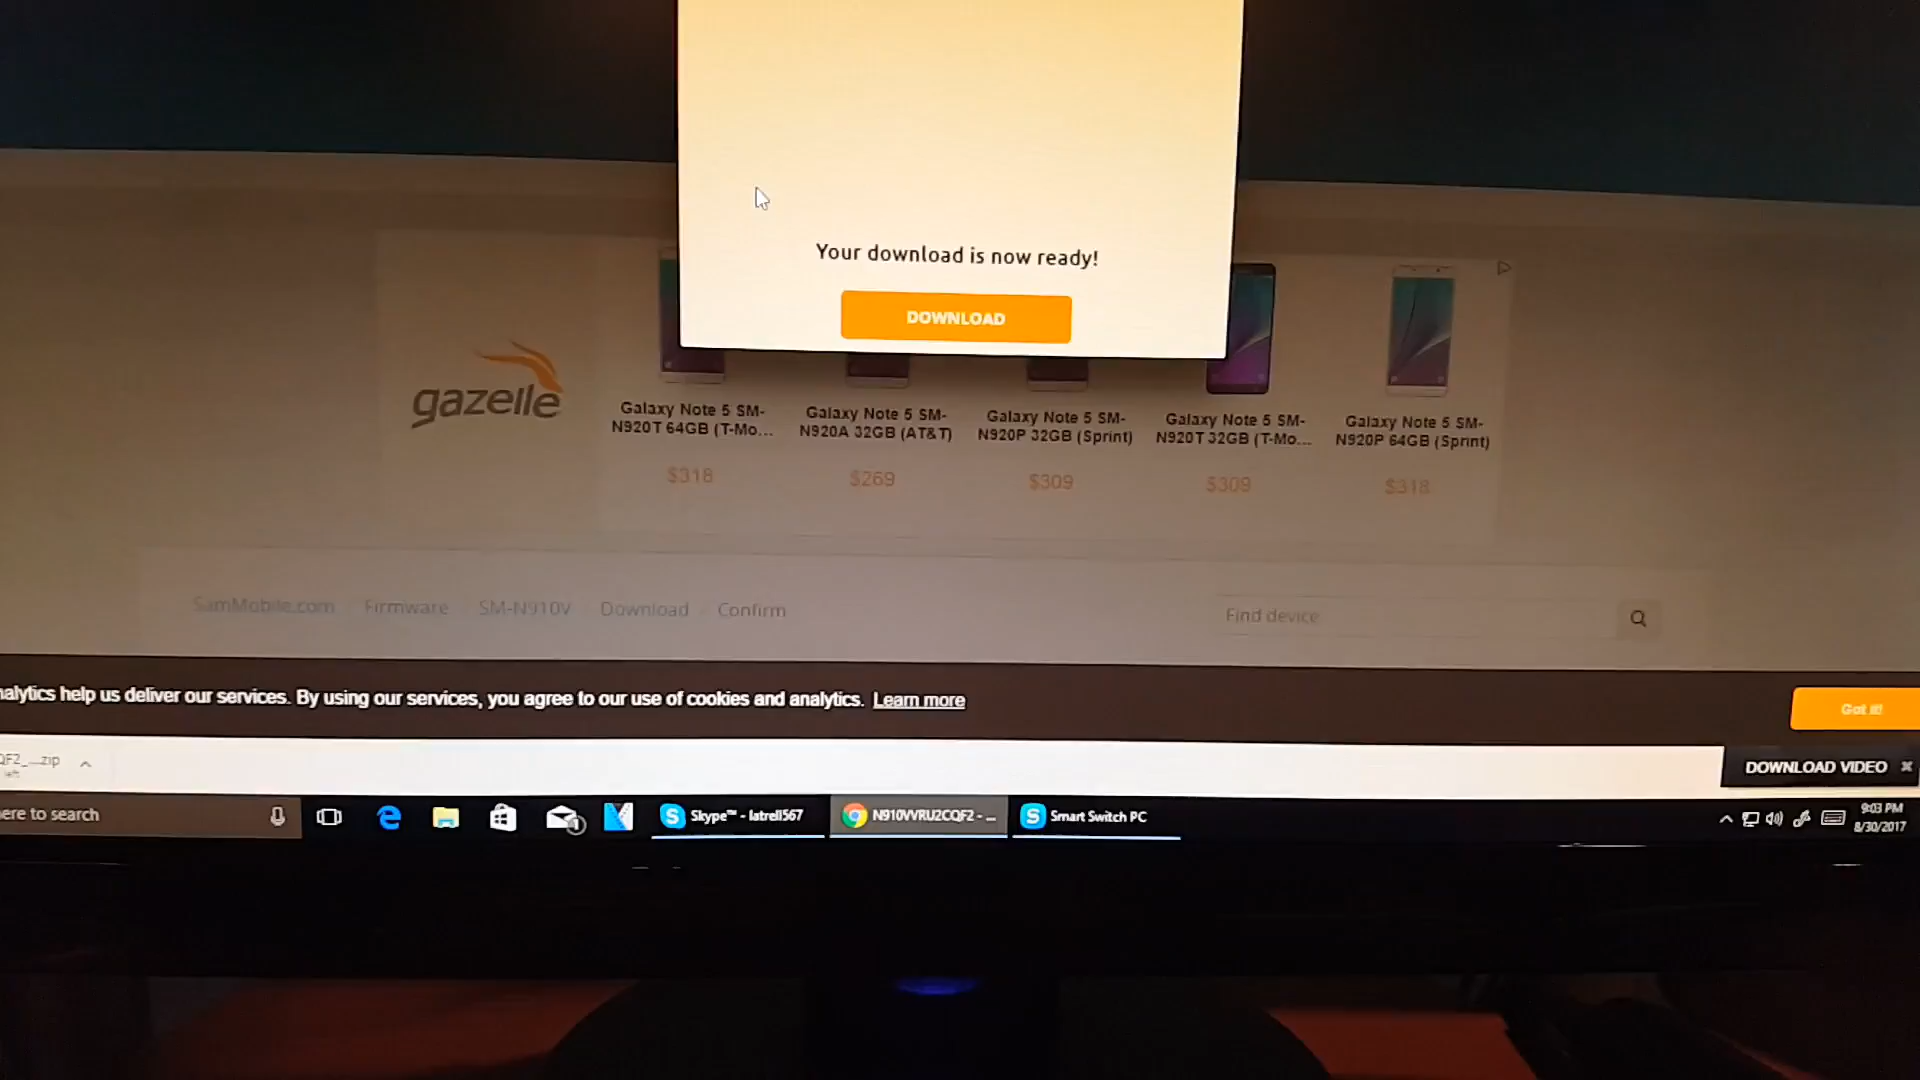 Your download is now ready!
DOWNLOAD
gazelle
Galaxy Note 5 SM-
N920T 64GB (T-Mo...
$318
Galaxy Note 5 SM-
N920A 32GB (AT&T)
$269
Galaxy Note 5 SM-
N920P 32GB (Sprint)
$309
Galaxy Note 5 SM-
N920T 32GB (T-Mo...
$309
Galaxy Note 5 SM-
N920P 64GB (Sprint)
$318
SamMobile.com / Firmware / SM-N910V / Download / Confirm
Find device
nalytics help us deliver our services. By using our services, you agree to our use of cookies and analytics. Learn more
Got it!
QF2_....zip
left
DOWNLOAD VIDEO
ere to search
1
Skype™ - latrell567
N910VVRU2CQF2 - ...
Smart Switch PC
9:03 PM
8/30/2017